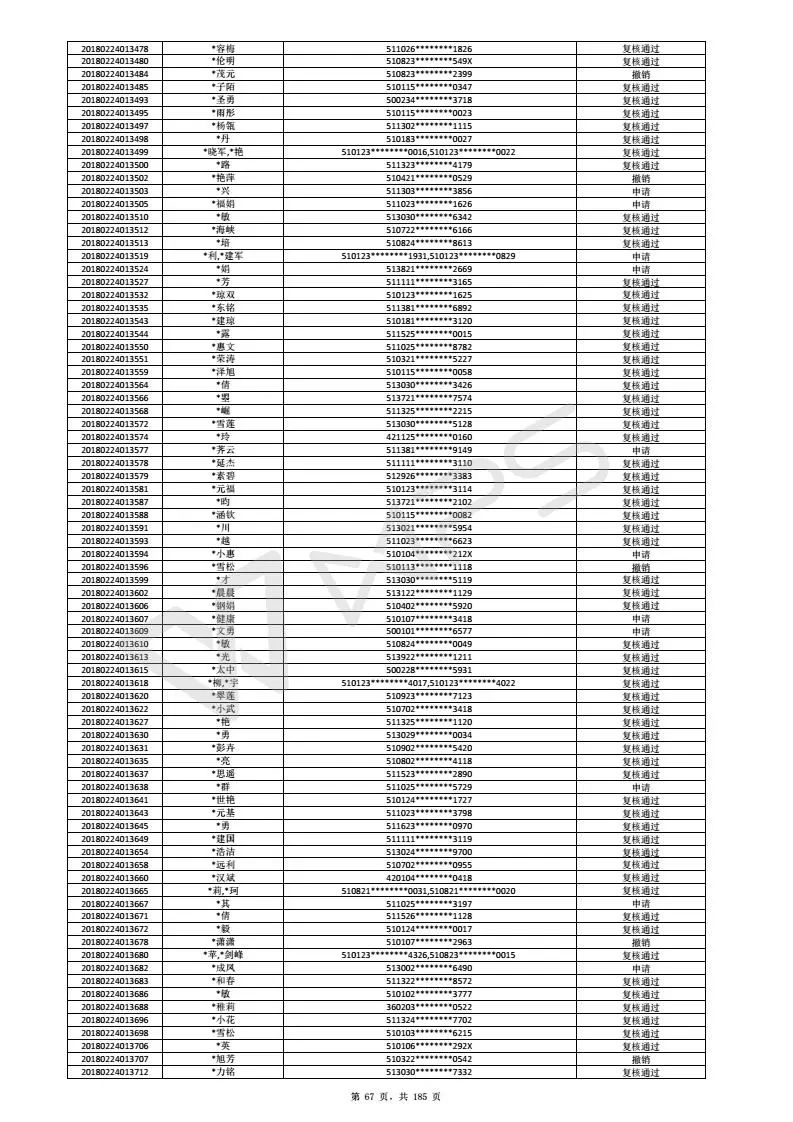 20180224013478 *容梅 511026********1826 复核通过
20180224013480 *伦明 510823********549X 复核通过
20180224013484 *茂元 510823********2399 撤销
20180224013485 *子陌 510115********0347 复核通过
20180224013493 *圣勇 500234********3718 复核通过
20180224013495 *雨彤 510115********0023 复核通过
20180224013497 *杨瓴 511302********1115 复核通过
20180224013498 *丹 510183********0027 复核通过
20180224013499 *晓军,*艳 510123********0016,510123********0022 复核通过
20180224013500 *路 511323********4179 复核通过
20180224013502 *艳萍 510421********0529 撤销
20180224013503 *兴 511303********3856 申请
20180224013505 *福娟 511023********1626 申请
20180224013510 *敏 513030********6342 复核通过
20180224013512 *海峡 510722********6166 复核通过
20180224013513 *培 510824********8613 复核通过
20180224013519 *利,*建军 510123********1931,510123********0829 申请
20180224013524 *娟 513821********2669 申请
20180224013527 *芳 511111********3165 复核通过
20180224013532 *琼双 510123********1625 复核通过
20180224013535 *东铭 511381********6892 复核通过
20180224013543 *建琼 510181********3120 复核通过
20180224013544 *露 511525********0015 复核通过
20180224013550 *惠文 511025********8782 复核通过
20180224013551 *荣涛 510321********5227 复核通过
20180224013559 *泽旭 510115********0058 复核通过
20180224013564 *倩 513030********3426 复核通过
20180224013566 *曌 513721********7574 复核通过
20180224013568 *崛 511325********2215 复核通过
20180224013572 *雪莲 513030********5128 复核通过
20180224013574 *玲 421125********0160 复核通过
20180224013577 *荠云 511381********9149 申请
20180224013578 *延杰 511111********3110 复核通过
20180224013579 *素碧 512926********3383 复核通过
20180224013581 *元福 510123********3114 复核通过
20180224013587 *昀 513721********2102 复核通过
20180224013588 *涵钦 510115********0082 复核通过
20180224013591 *川 513021********5954 复核通过
20180224013593 *越 511023********6623 复核通过
20180224013594 *小惠 510104********212X 申请
20180224013596 *雪松 510113********1118 撤销
20180224013599 *才 513030********5119 复核通过
20180224013602 *晨晨 513122********1129 复核通过
20180224013606 *钢娟 510402********5920 复核通过
20180224013607 *健康 510107********3418 申请
20180224013609 *文勇 500101********6577 申请
20180224013610 *敏 510824********0049 复核通过
20180224013613 *光 513922********1211 复核通过
20180224013615 *太中 500228********5931 复核通过
20180224013618 *柳,*宇 510123********4017,510123********4022 复核通过
20180224013620 *翠莲 510923********7123 复核通过
20180224013622 *小武 510702********3418 复核通过
20180224013627 *艳 511325********1120 复核通过
20180224013630 *勇 513029********0034 复核通过
20180224013631 *彭卉 510902********5420 复核通过
20180224013635 *亮 510802********4118 复核通过
20180224013637 *思遥 511523********2890 复核通过
20180224013638 *群 511025********5729 申请
20180224013641 *世艳 510124********1727 复核通过
20180224013643 *元基 511023********3798 复核通过
20180224013645 *勇 511623********0970 复核通过
20180224013649 *建国 511111********3119 复核通过
20180224013654 *浩洁 513024********9700 复核通过
20180224013658 *远利 510702********0955 复核通过
20180224013660 *汉斌 420104********0418 复核通过
20180224013665 *莉,*珂 510821********0031,510821********0020 复核通过
20180224013667 *其 511025********3197 申请
20180224013671 *倩 511526********1128 复核通过
20180224013672 *毅 510124********0017 复核通过
20180224013678 *潇潇 510107********2963 撤销
20180224013680 *苹,*剑峰 510123********4326,510823********0015 复核通过
20180224013682 *成风 513002********6490 申请
20180224013683 *和春 511322********8572 复核通过
20180224013686 *敏 510102********3777 复核通过
20180224013688 *稚莉 360203********0522 复核通过
20180224013696 *小花 511324********7702 复核通过
20180224013698 *雪松 510103********6215 复核通过
20180224013706 *英 510106********292X 复核通过
20180224013707 *旭芳 510322********0542 撤销
20180224013712 *力铭 513030********7332 复核通过
第 67 页，共 185 页